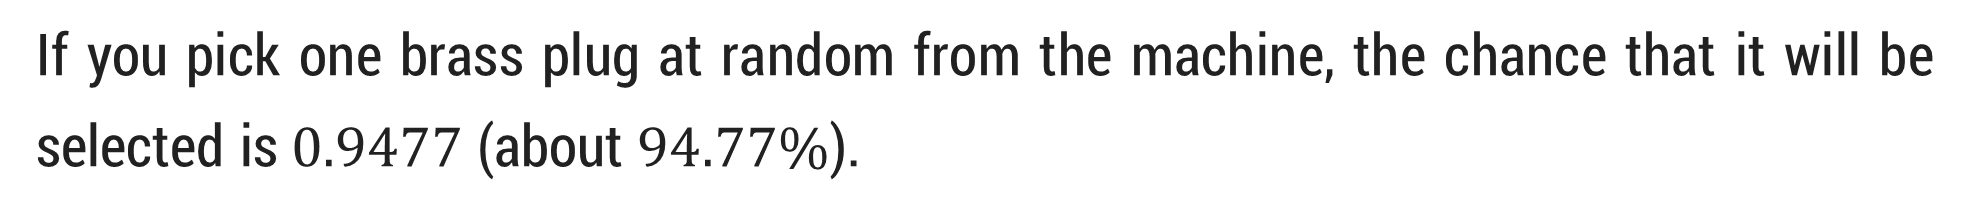 If you pick one brass plug at random from the machine, the chance that it will be
selected is 0.9477 (about 94.77%).